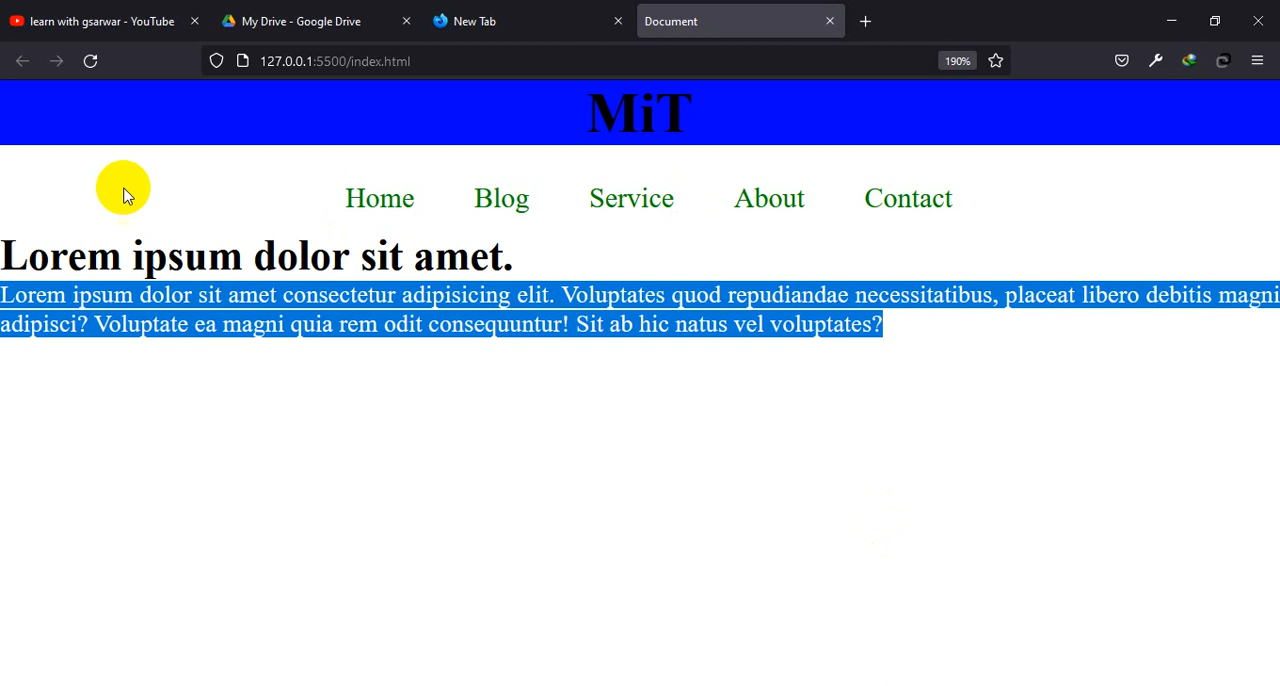 learn with gsarwar - YouTube
My Drive - Google Drive
New Tab
Document
127.0.0.1:5500/index.html
190%
MiT
Home Blog Service About Contact
Lorem ipsum dolor sit amet.
Lorem ipsum dolor sit amet consectetur adipisicing elit. Voluptates quod repudiandae necessitatibus, placeat libero debitis magni
adipisci? Voluptate ea magni quia rem odit consequuntur! Sit ab hic natus vel voluptates?